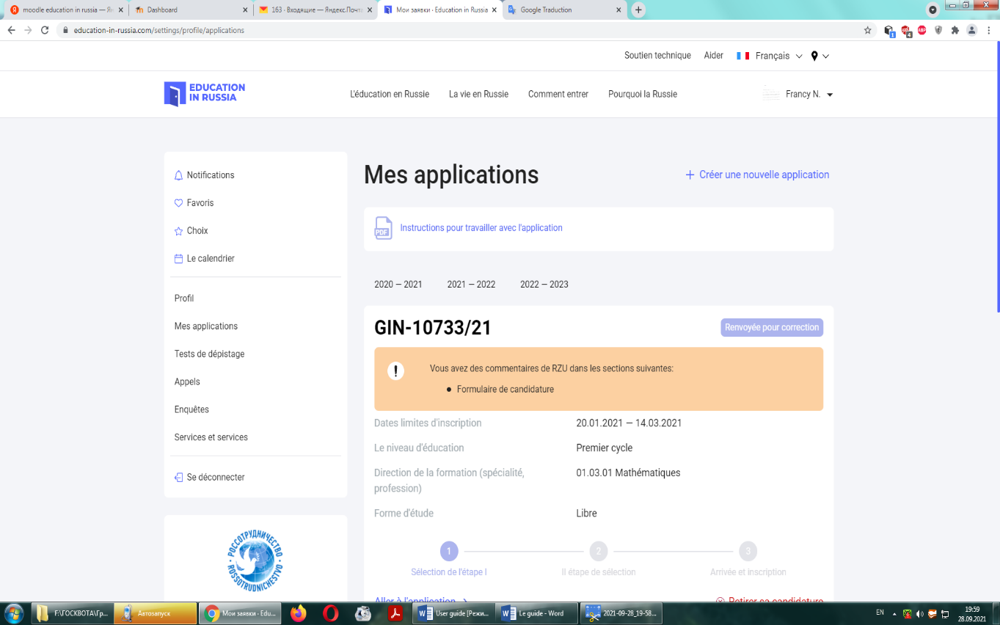 moodle education in russia — Я
Dashboard
163 · Входящие — Яндекс.Почта
Мои заявки · Education in Russia
Google Traduction
education-in-russia.com/settings/profile/applications
1
4
ABP
Soutien technique
Aider
Français
EDUCATION
IN RUSSIA
L'éducation en Russie
La vie en Russie
Comment entrer
Pourquoi la Russie
Francy N.
Notifications
Favoris
Choix
Le calendrier
Profil
Mes applications
Tests de dépistage
Appels
Enquêtes
Services et services
Se déconnecter
РОССОТРУДНИЧЕСТВО
ROSSOTRUDNICHESTVO
Mes applications
+ Créer une nouvelle application
PDF
Instructions pour travailler avec l'application
2020 — 2021
2021 — 2022
2022 — 2023
GIN-10733/21
Renvoyée pour correction
!
Vous avez des commentaires de RZU dans les sections suivantes:
• Formulaire de candidature
Dates limites d'inscription
20.01.2021 — 14.03.2021
Le niveau d'éducation
Premier cycle
Direction de la formation (spécialité,
profession)
01.03.01 Mathématiques
Forme d'étude
Libre
1
2
3
Sélection de l'étape I
II étape de sélection
Arrivée et inscription
Aller à l'application
Retirer sa candidature
F:\ГОСКВОТА\Гр...
Автозапуск
Мои заявки · Edu...
User guide [Режи...
Le guide - Word
2021-09-28_19-58...
EN
19:59
28.09.2021